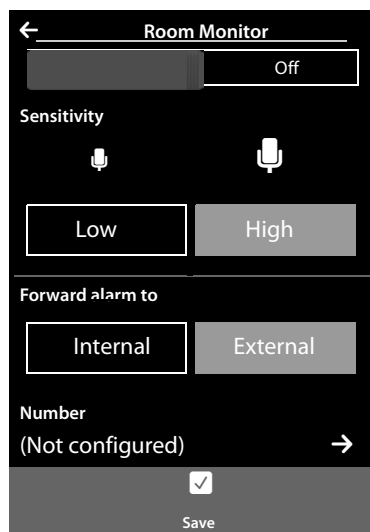 Room Monitor
Off
Sensitivity
Low High
Forward alarm to
Internal External
Number
(Not configured)
Save